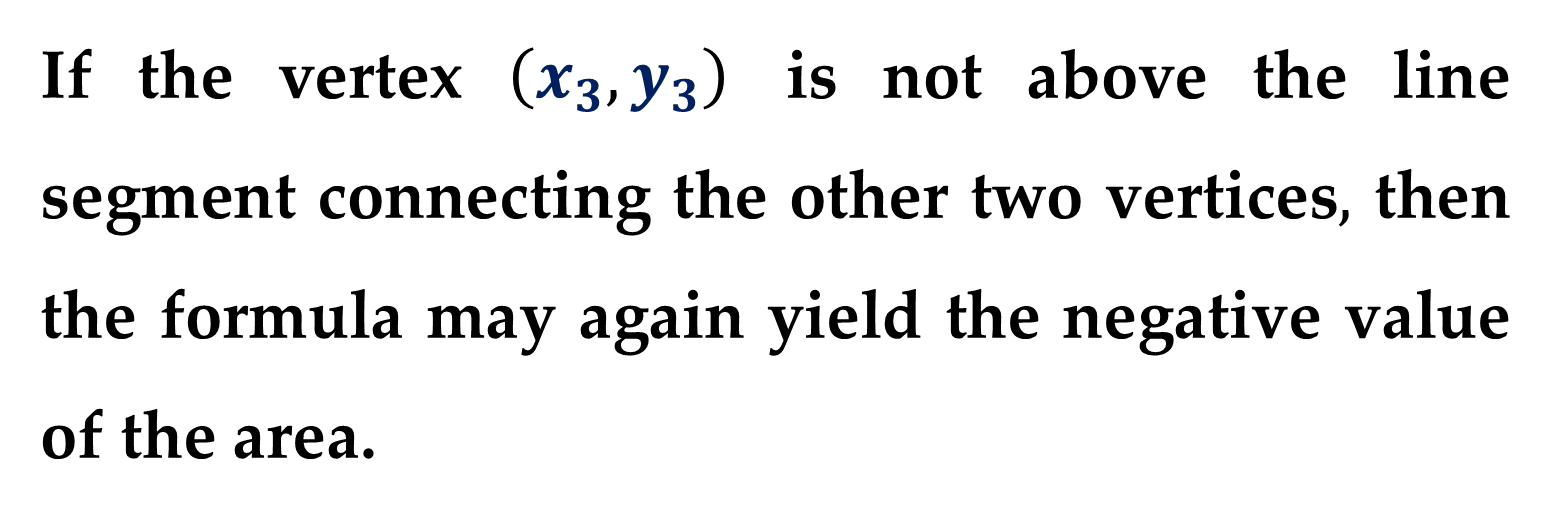 If the vertex (x₃, y₃) is not above the line
segment connecting the other two vertices, then
the formula may again yield the negative value
of the area.